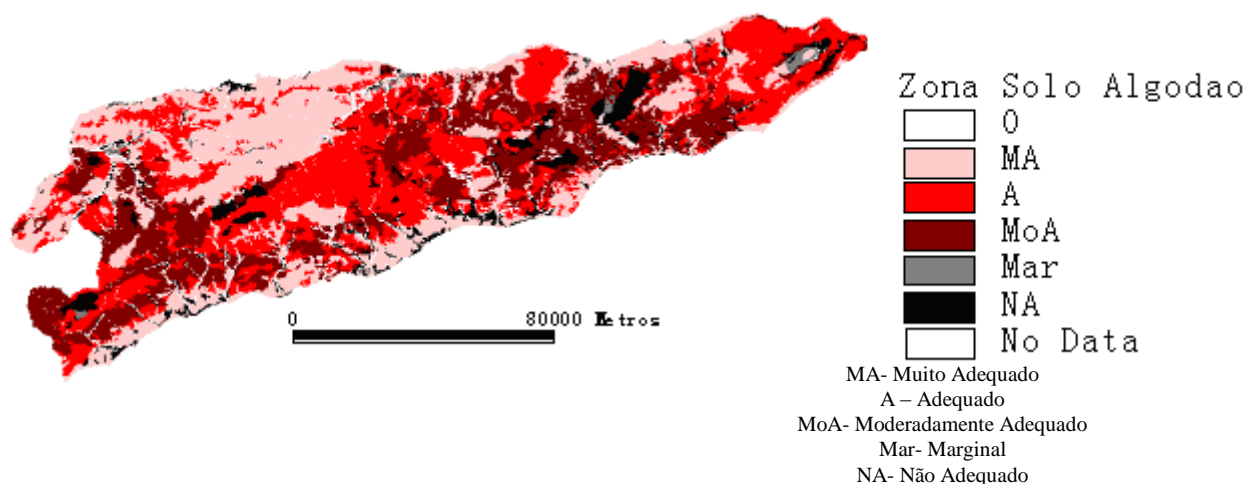 Zona Solo Algodao
0
MA
A
MoA
Mar
NA
No Data
0 80000 Metros
MA- Muito Adequado
A – Adequado
MoA- Moderadamente Adequado
Mar- Marginal
NA- Não Adequado